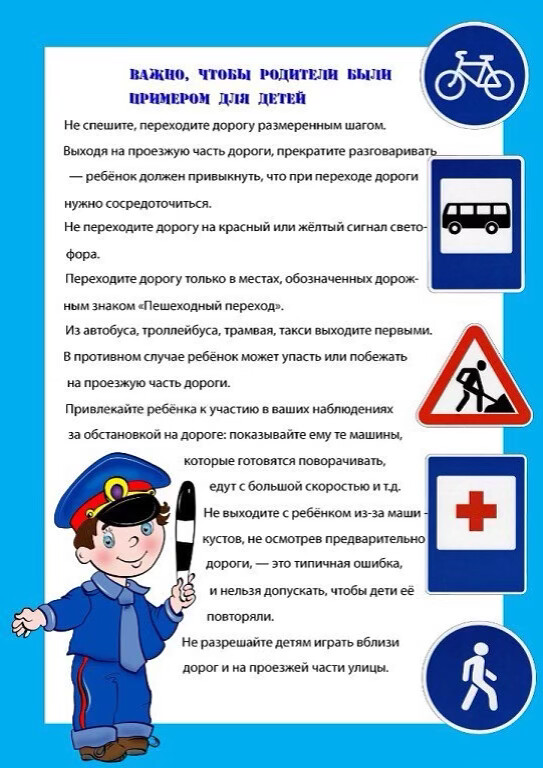 ВАЖНО, ЧТОБЫ РОДИТЕЛИ БЫЛИ
ПРИМЕРОМ ДЛЯ ДЕТЕЙ
Не спешите, переходите дорогу размеренным шагом.
Выходя на проезжую часть дороги, прекратите разговаривать
— ребёнок должен привыкнуть, что при переходе дороги
нужно сосредоточиться.
Не переходите дорогу на красный или жёлтый сигнал свето-
фора.
Переходите дорогу только в местах, обозначенных дорож-
ным знаком «Пешеходный переход».
Из автобуса, троллейбуса, трамвая, такси выходите первыми.
В противном случае ребёнок может упасть или побежать
на проезжую часть дороги.
Привлекайте ребёнка к участию в ваших наблюдениях
за обстановкой на дороге: показывайте ему те машины,
которые готовятся поворачивать,
едут с большой скоростью и т.д.
Не выходите с ребёнком из-за маши -
кустов, не осмотрев предварительно
дороги, — это типичная ошибка,
и нельзя допускать, чтобы дети её
повторяли.
Не разрешайте детям играть вблизи
дорог и на проезжей части улицы.